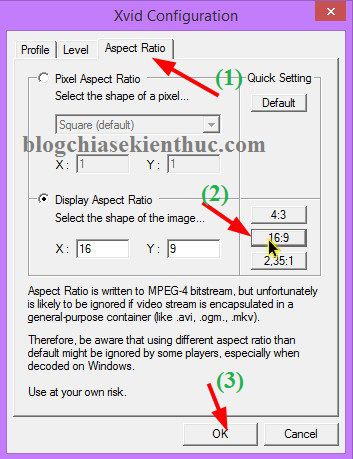 Xvid Configuration
Profile Level Aspect Ratio
(1)
Pixel Aspect Ratio
Quick Setting
Select the shape of a pixel...
Default
Square (default)
blogchiasekienthuc.com
X : 1 Y : 1
(2)
Display Aspect Ratio
Select the shape of the image...
4:3
16:9
X : 16 Y : 9
2,35:1
Aspect Ratio is written to MPEG-4 bitstream, but unfortunately
is likely to be ignored if video stream is encapsulated in a
general-purpose container (like .avi, .ogm., .mkv).
Therefore, be aware that using different aspect ratio than
default might be ignored by some players, especially when
decoded on Windows.
Use at your own risk.
(3)
OK Cancel